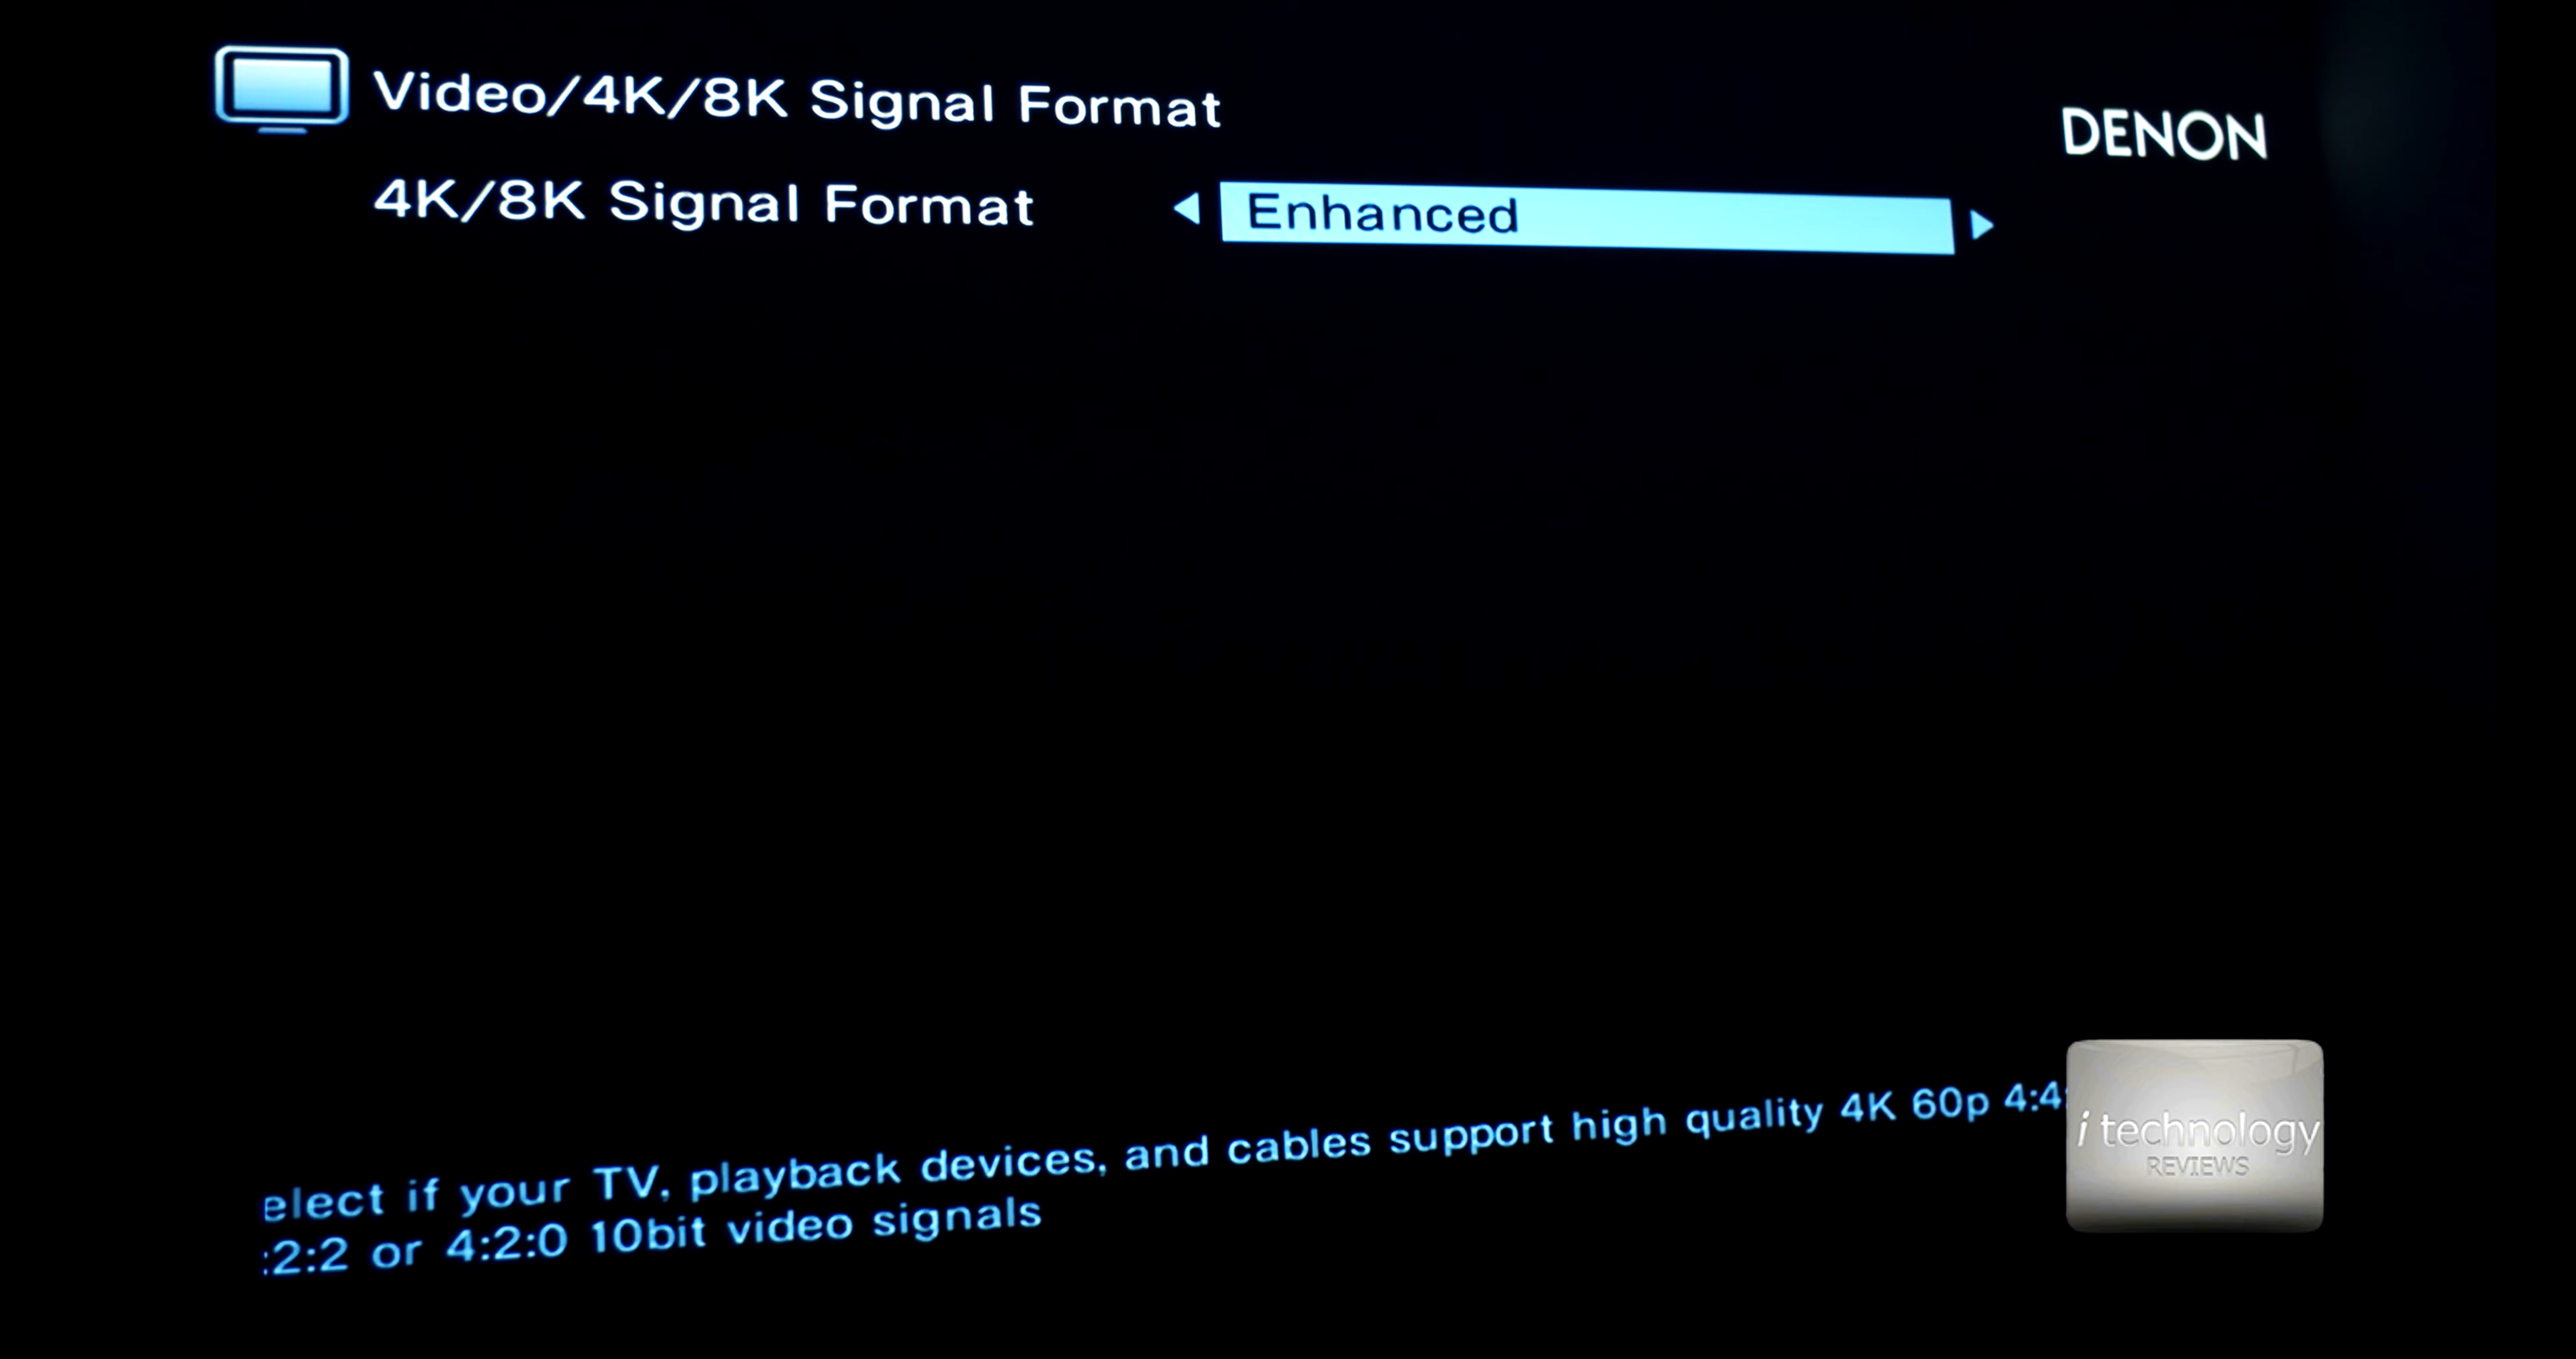 Video/4K/8K Signal Format
DENON
4K/8K Signal Format
Enhanced
elect if your TV, playback devices, and cables support high quality 4K 60p 4:4:
:2:2 or 4:2:0 10bit video signals
i technology
REVIEWS